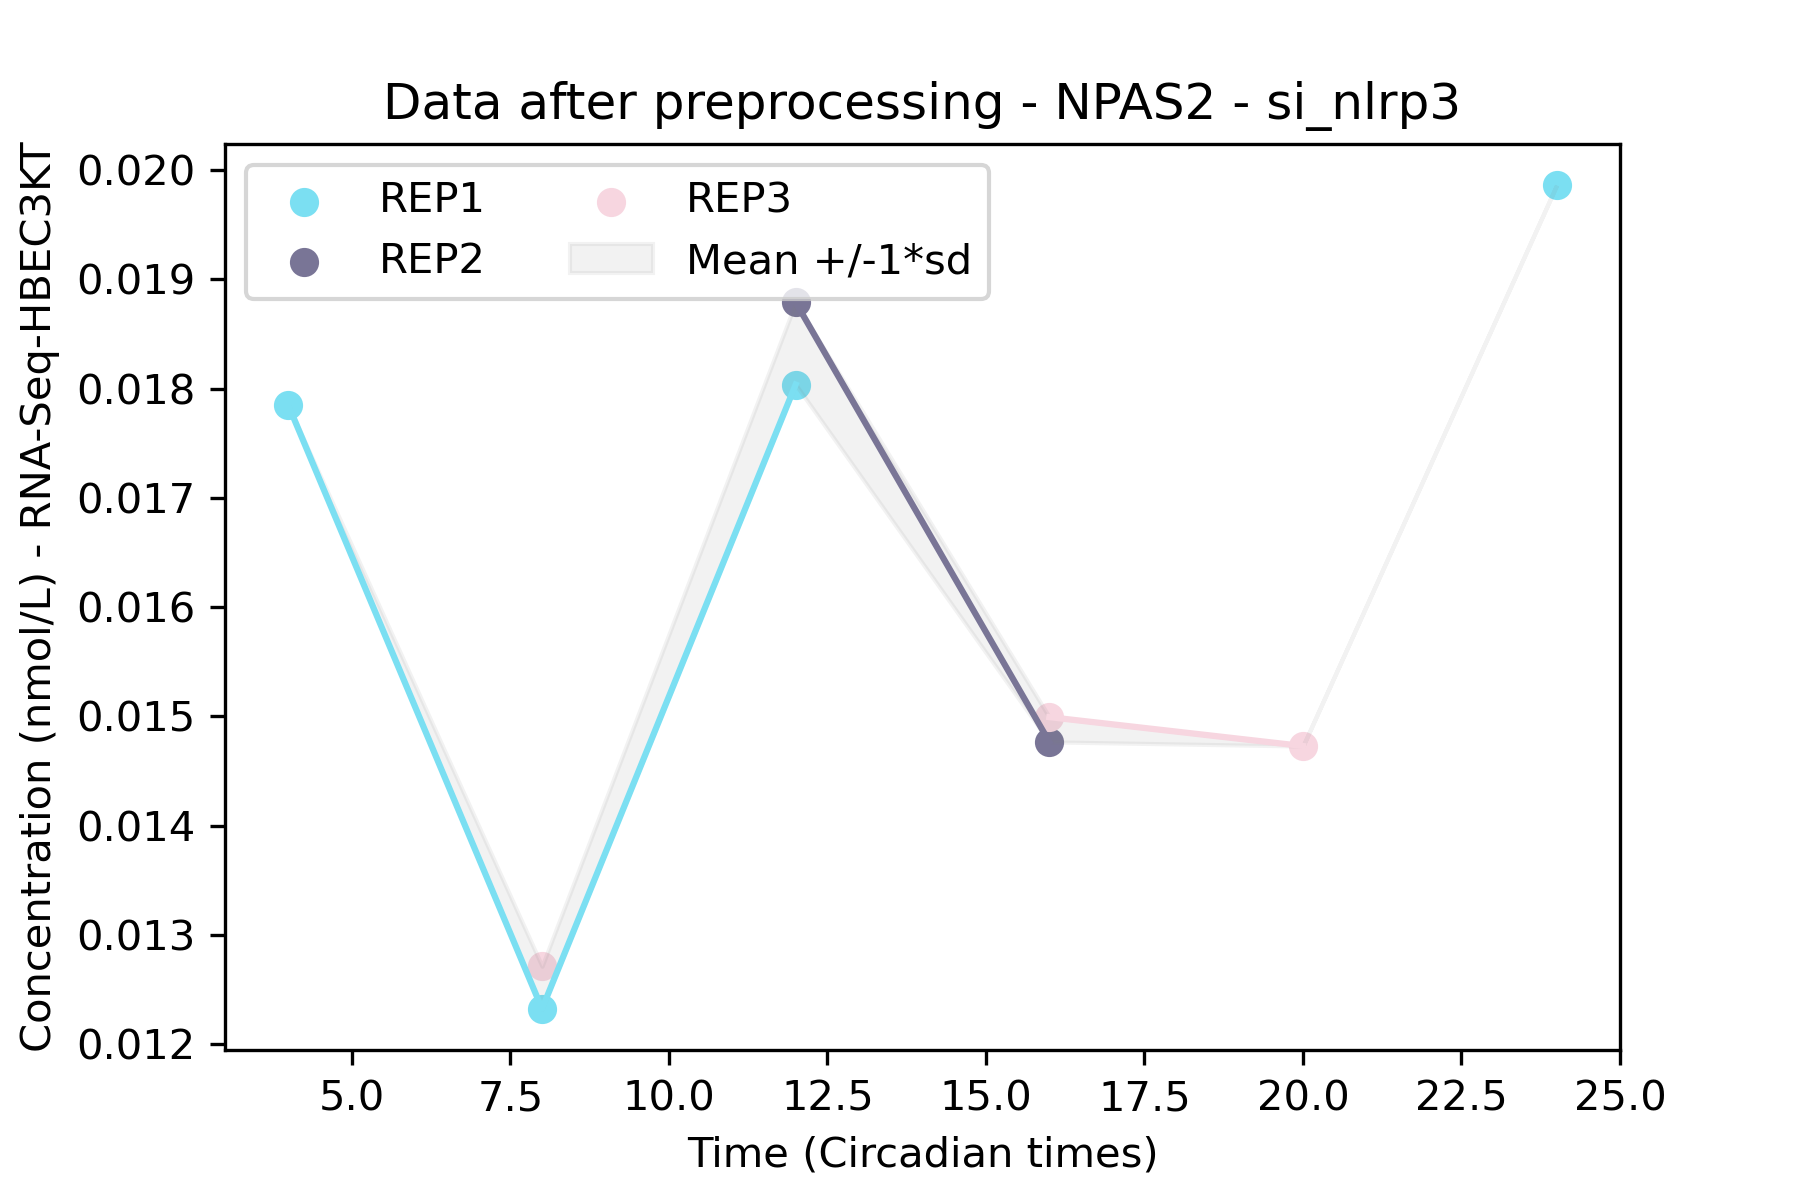 Data after preprocessing - NPAS2 - si_nlrp3
Concentration (nmol/L) - RNA-Seq-HBEC3KT
0.020
0.019
0.018
0.017
0.016
0.015
0.014
0.013
0.012
REP1
REP2
REP3
Mean +/-1*sd
5.0 7.5 10.0 12.5 15.0 17.5 20.0 22.5 25.0
Time (Circadian times)